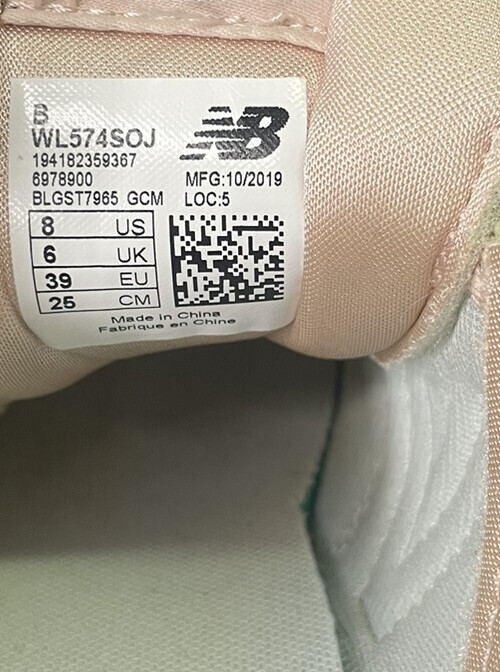 B
WL574SOJ
194182359367
6978900
BLGST7965 GCM
NB
MFG:10/2019
LOC:5
8 US
6 UK
39 EU
25 CM
Made in China
Fabriqué en Chine